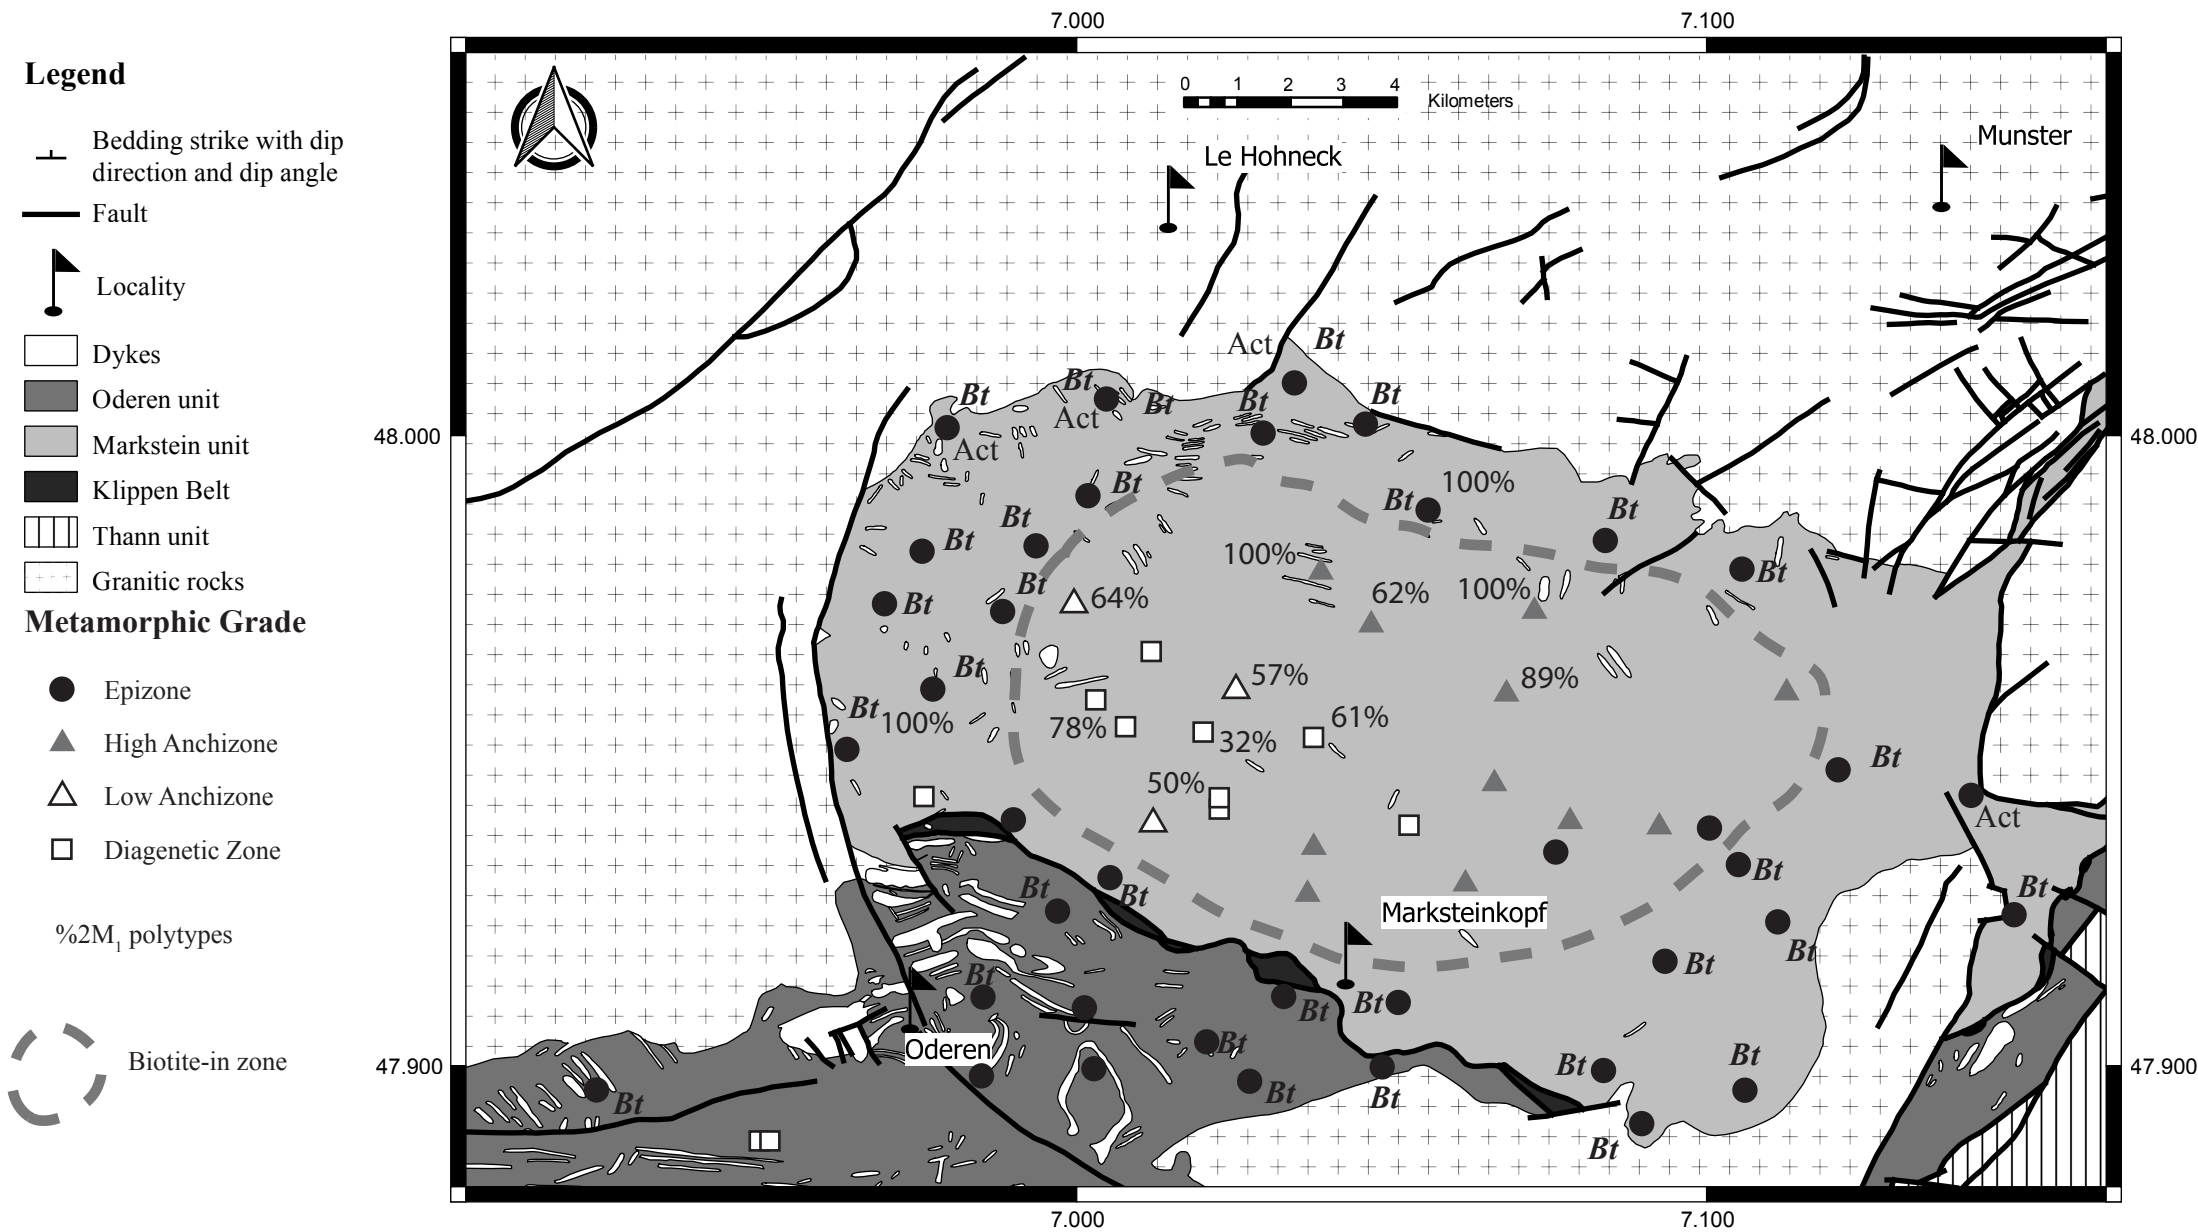 7.000 7.100
Legend
Bedding strike with dip
direction and dip angle
Fault
Locality
Dykes
Oderen unit
Markstein unit
Klippen Belt
Thann unit
Granitic rocks
Metamorphic Grade
Epizone
High Anchizone
Low Anchizone
Diagenetic Zone
%2M1 polytypes
Biotite-in zone
0 1 2 3 4
Kilometers
Munster
Le Hohneck
Act Bt
Bt Bt Bt
Bt Bt
Act
48.000 48.000
Act
Bt 100%
Bt
Bt Bt
Bt
100%
Bt
Bt 62% 100%
Bt 64%
Bt
57% 89%
Bt 100% 78% 61%
32%
Bt
50%
Act
Bt
Bt Bt
Bt
Marksteinkopf
Bt
Bt
Bt
Bt Bt
Oderen Bt
Bt
Bt
47.900 47.900
Bt
Bt
Bt
Bt
7.000 7.100